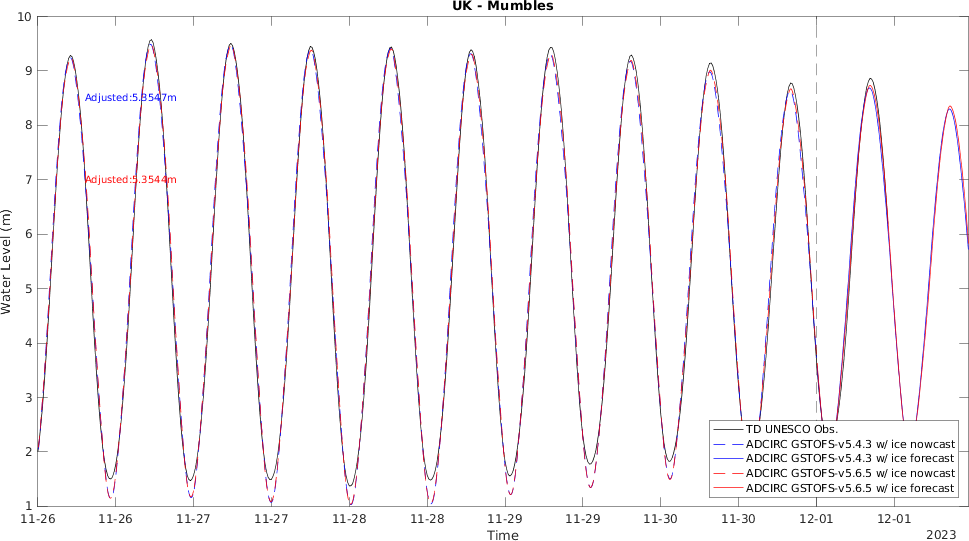 UK - Mumbles
10
9
8
7
6
5
4
3
2
1
Water Level (m)
Adjusted:5.3547m
Adjusted:5.3544m
TD UNESCO Obs.
ADCIRC GSTOFS-v5.4.3 w/ ice nowcast
ADCIRC GSTOFS-v5.4.3 w/ ice forecast
ADCIRC GSTOFS-v5.6.5 w/ ice nowcast
ADCIRC GSTOFS-v5.6.5 w/ ice forecast
11-26 11-26 11-27 11-27 11-28 11-28 11-29 11-29 11-30 11-30 12-01 12-01
Time
2023